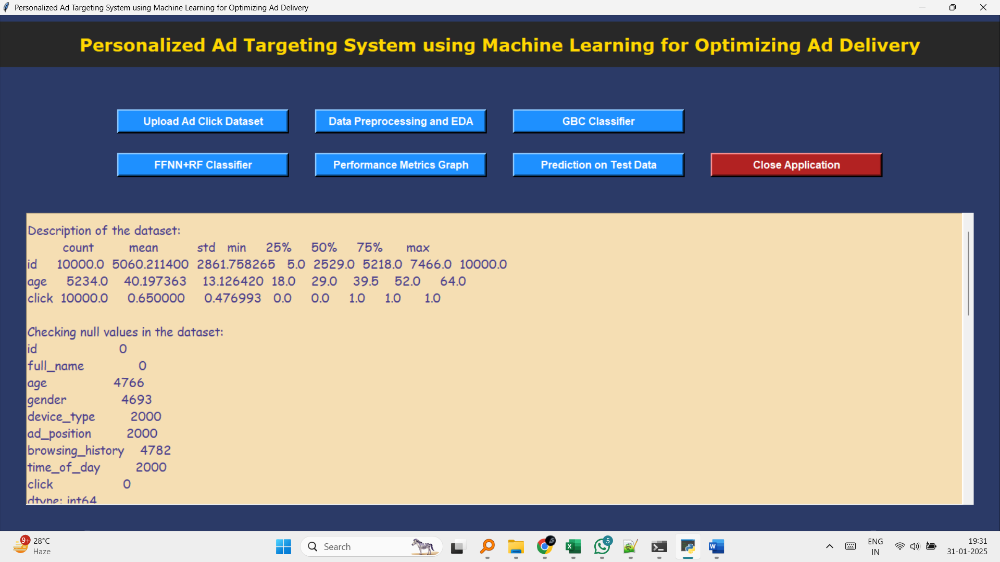 Personalized Ad Targeting System using Machine Learning for Optimizing Ad Delivery
Personalized Ad Targeting System using Machine Learning for Optimizing Ad Delivery
Upload Ad Click Dataset
Data Preprocessing and EDA
GBC Classifier
FFNN+RF Classifier
Performance Metrics Graph
Prediction on Test Data
Close Application
Description of the dataset:
count mean std min 25% 50% 75% max
id 10000.0 5060.211400 2861.758265 5.0 2529.0 5218.0 7466.0 10000.0
age 5234.0 40.197363 13.126420 18.0 29.0 39.5 52.0 64.0
click 10000.0 0.650000 0.476993 0.0 0.0 1.0 1.0 1.0
Checking null values in the dataset:
id 0
full_name 0
age 4766
gender 4693
device_type 2000
ad_position 2000
browsing_history 4782
time_of_day 2000
click 0
dtype: int64
9+ 28°C
Haze
Search
5
ENG
IN
19:31
31-01-2025